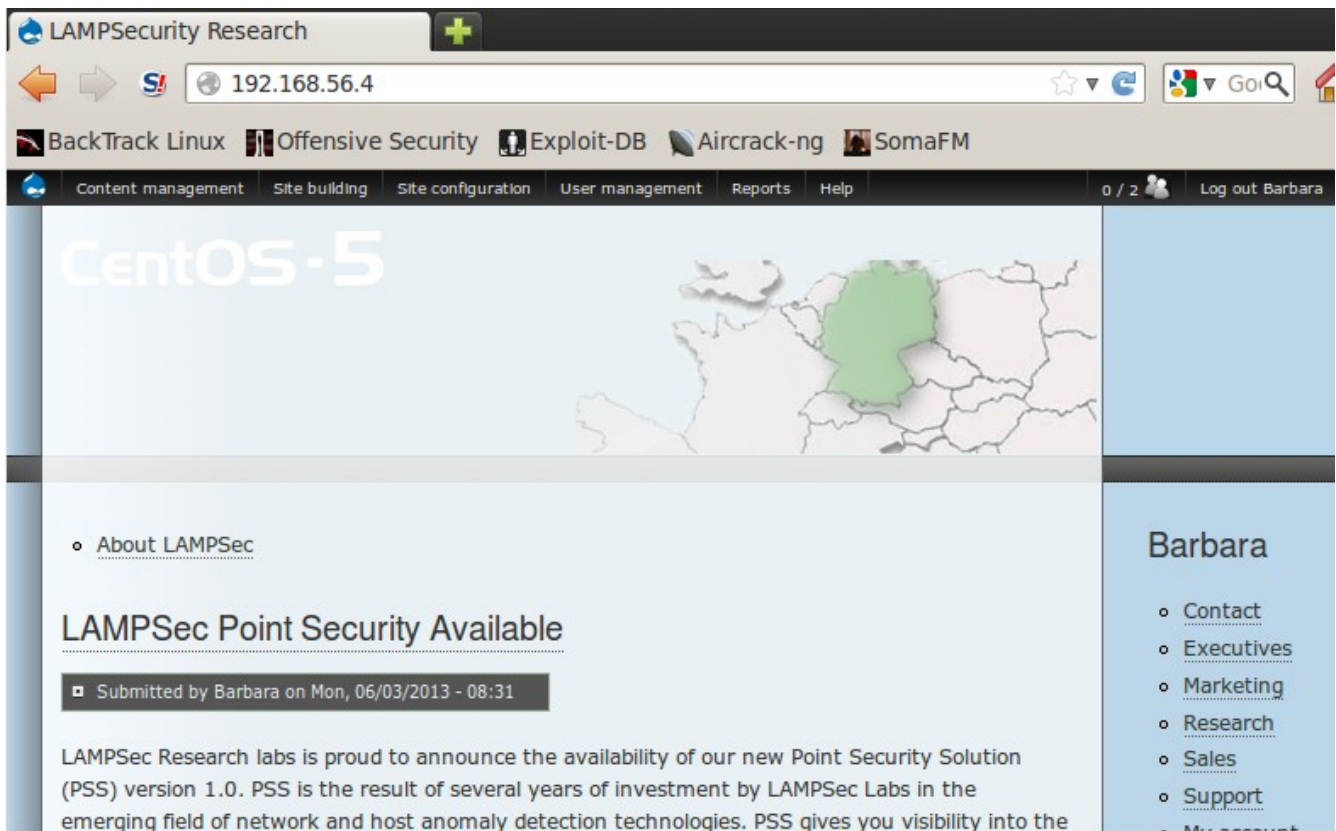 LAMPSecurity Research
192.168.56.4
BackTrack Linux Offensive Security Exploit-DB Aircrack-ng SomaFM
Content management Site building Site configuration User management Reports Help 0 / 2 Log out Barbara
CentOS-5
About LAMPSec
LAMPSec Point Security Available
Submitted by Barbara on Mon, 06/03/2013 - 08:31
LAMPSec Research labs is proud to announce the availability of our new Point Security Solution
(PSS) version 1.0. PSS is the result of several years of investment by LAMPSec Labs in the
emerging field of network and host anomaly detection technologies. PSS gives you visibility into the
Barbara
Contact
Executives
Marketing
Research
Sales
Support
My account